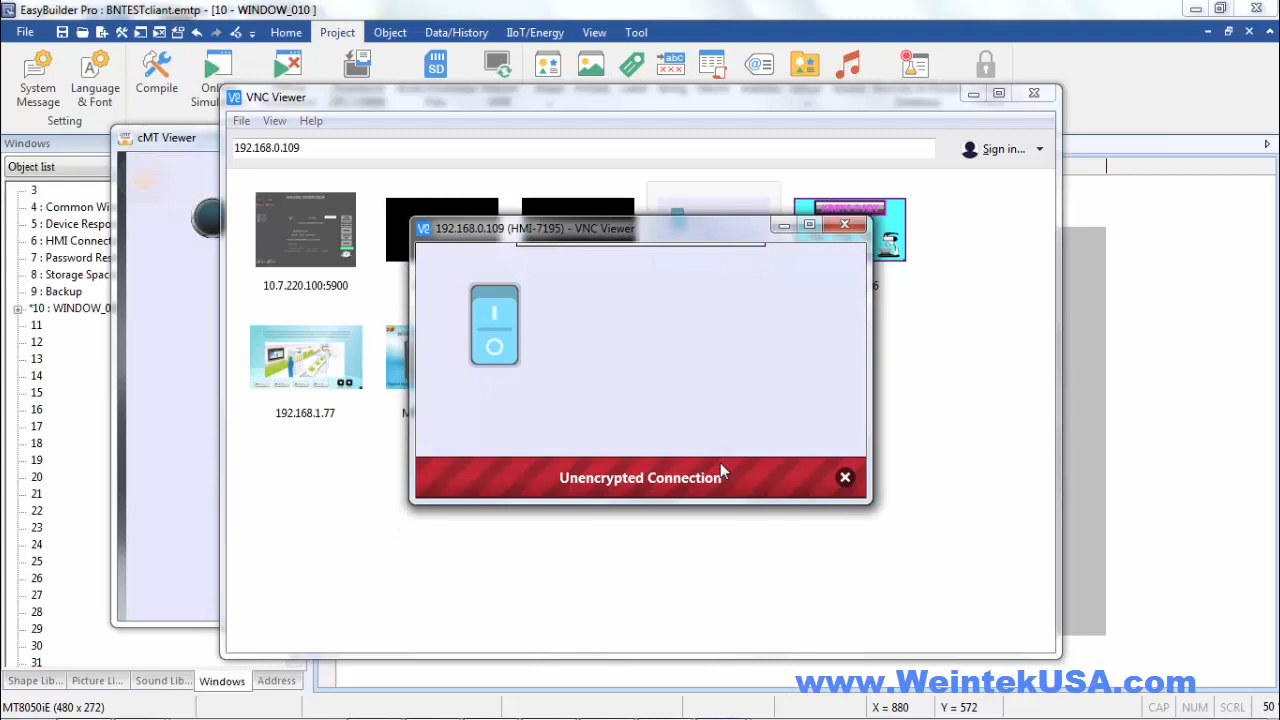 EasyBuilder Pro : BNTESTcliant.emtp - [10 - WINDOW_010 ]
File Home Project Object Data/History IIoT/Energy View Tool
System Message
Language & Font
Compile
Setting
Windows
Object list
3
4 : Common Wi
5 : Device Respo
6 : HMI Connect
7 : Password Res
8 : Storage Spac
9 : Backup
*10 : WINDOW_0
11
12
13
14
15
16
17
18
19
20
21
22
23
24
25
26
27
28
29
30
31
cMT Viewer
VNC Viewer
File View Help
192.168.0.109
Sign in...
10.7.220.100:5900
6
192.168.1.77
M
192.168.0.109 (HMI-7195) - VNC Viewer
Unencrypted Connection
Shape Lib... Picture Li... Sound Lib... Windows Address
www.WeintekUSA.com
MT8050iE (480 x 272)
X = 880 Y = 572 CAP NUM SCRL 50